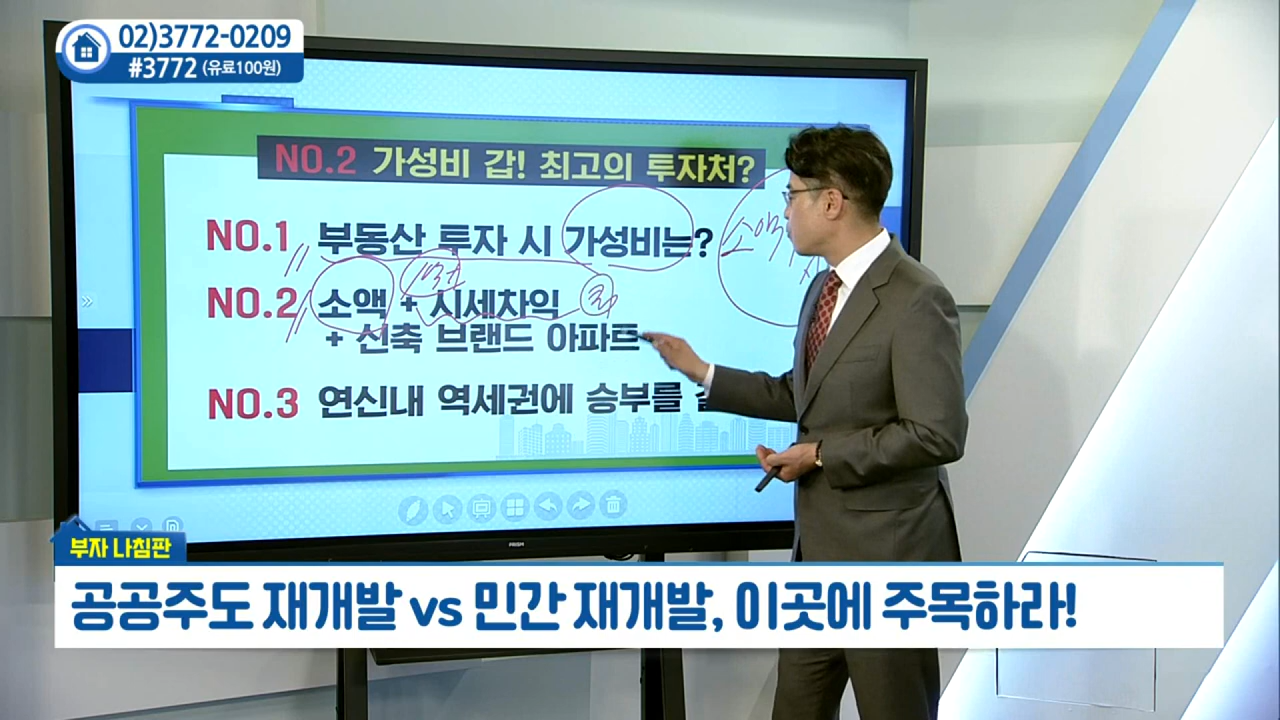 02)3772-0209
#3772 (유료100원)
NO.2 가성비 갑! 최고의 투자처?
NO.1 부동산 투자 시 가성비는?
소액
NO.2 소액 + 시세차익
+ 신축 브랜드 아파트
NO.3 연신내 역세권에 승부를
부자 나침판
공공주도 재개발 vs 민간 재개발, 이곳에 주목하라!